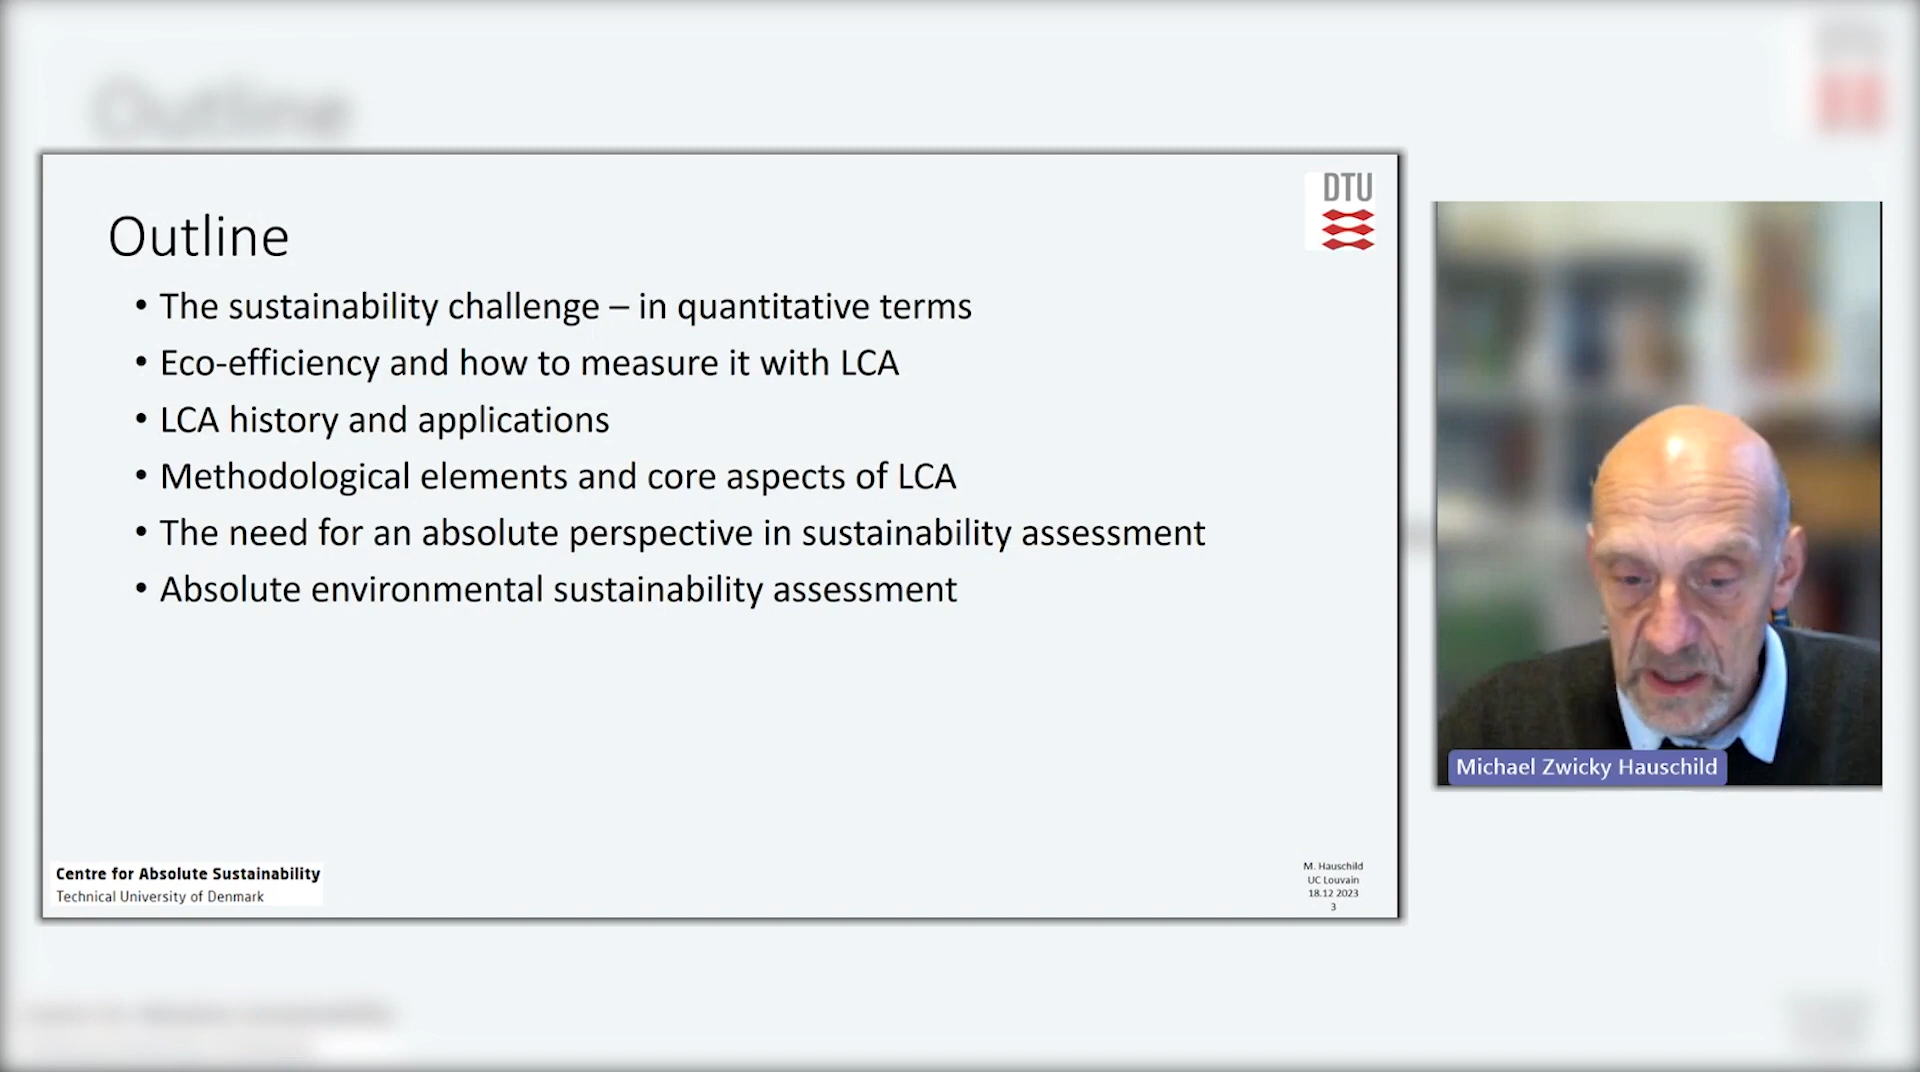 Outline
DTU
Outline
• The sustainability challenge – in quantitative terms
• Eco-efficiency and how to measure it with LCA
• LCA history and applications
• Methodological elements and core aspects of LCA
• The need for an absolute perspective in sustainability assessment
• Absolute environmental sustainability assessment
Michael Zwicky Hauschild
Centre for Absolute Sustainability
Technical University of Denmark
M. Hauschild
UC Louvain
18.12 2023
3